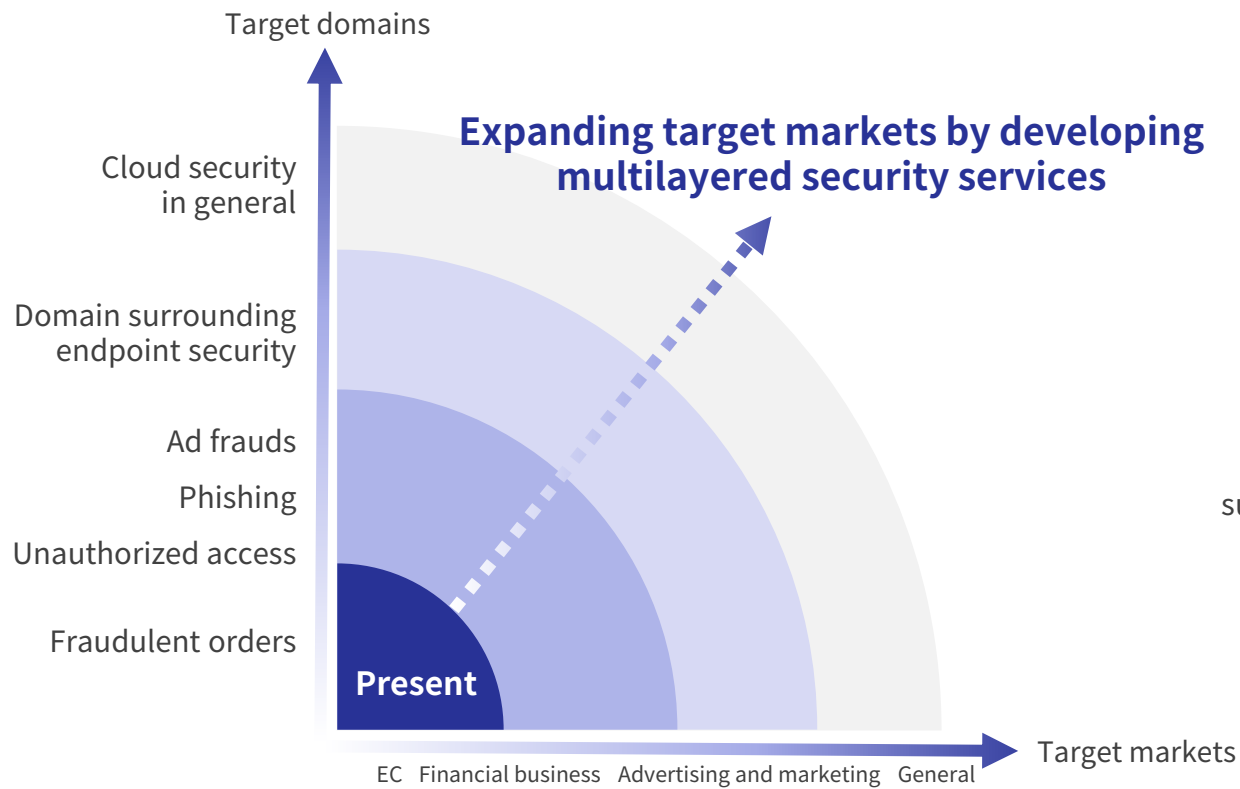 Target domains
Expanding target markets by developing
multilayered security services
Cloud security
in general
Domain surrounding
endpoint security
Ad frauds
Phishing
Unauthorized access
Fraudulent orders
Present
Target markets
EC Financial business Advertising and marketing General